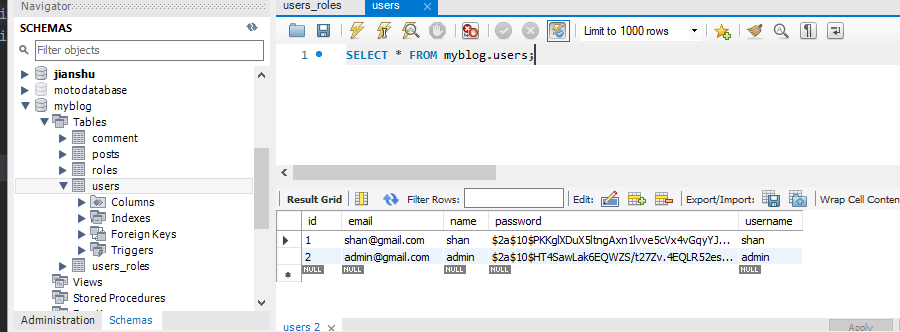 Navigator
SCHEMAS
Filter objects
jianshu
motodatabase
myblog
Tables
comment
posts
roles
users
Columns
Indexes
Foreign Keys
Triggers
users_roles
Views
Stored Procedures
Administration Schemas
users_roles users
Limit to 1000 rows
1 SELECT * FROM myblog.users;
Result Grid Filter Rows: Edit: Export/Import: Wrap Cell Conten
id email name password username
1 shan@gmail.com shan $2a$10$PKKglXDuX5ltngAxn1lvve5cVx4vGqyYJ... shan
2 admin@gmail.com admin $2a$10$HT4SawLak6EQWZS/t27Zv.4EQLR52es... admin
NULL NULL NULL NULL NULL
users 2 Apply